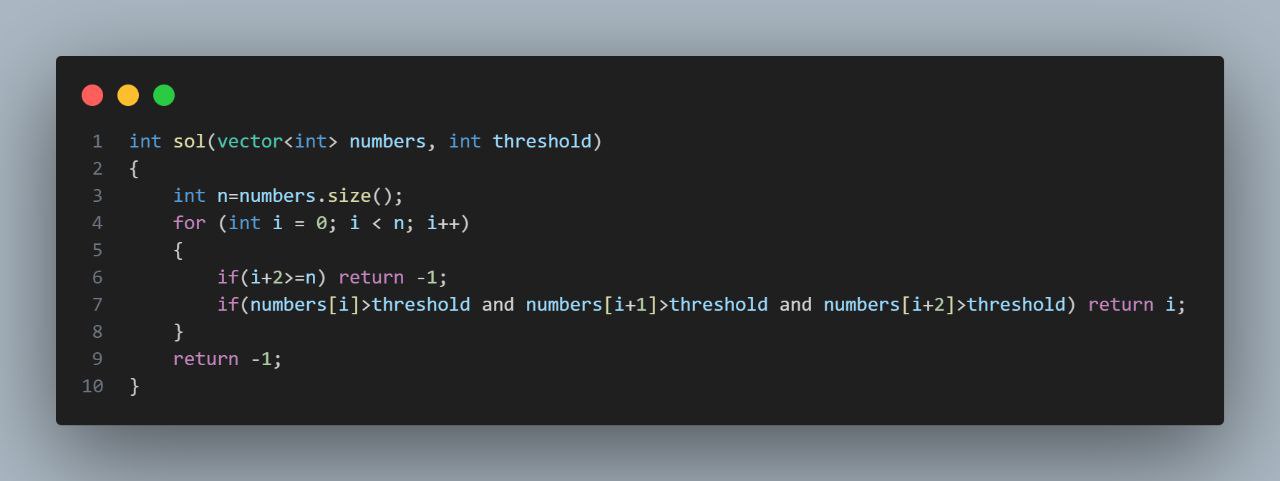 1 int sol(vector<int> numbers, int threshold)
2 {
3     int n=numbers.size();
4     for (int i = 0; i < n; i++)
5     {
6         if(i+2>=n) return -1;
7         if(numbers[i]>threshold and numbers[i+1]>threshold and numbers[i+2]>threshold) return i;
8     }
9     return -1;
10 }